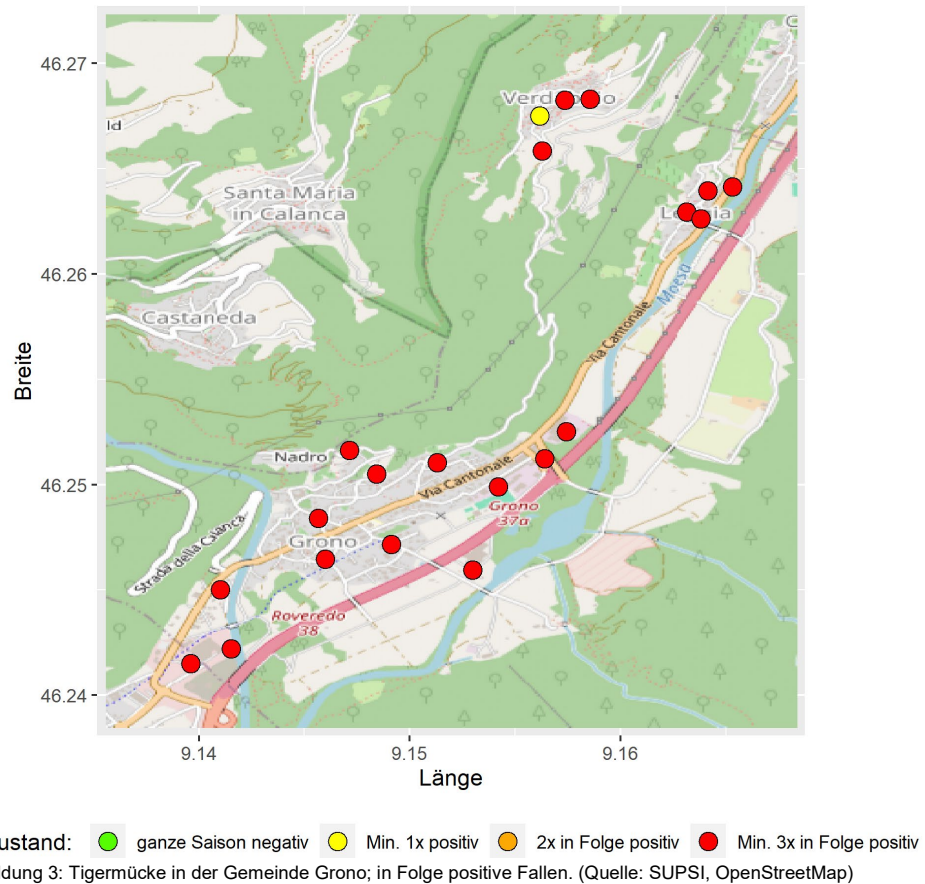 46.27
46.26
46.25
46.24
Breite
ld
Santa Maria
in Calanca
Castaneda
Moesa
Via Cantonale
Nadro
Via Cantonale
Grono
37a
Grono
Strada della Calanca
Roveredo
38
9.14
9.15
9.16
Länge
ustand:
ganze Saison negativ
Min. 1x positiv
2x in Folge positiv
Min. 3x in Folge positiv
ldung 3: Tigermücke in der Gemeinde Grono; in Folge positive Fallen. (Quelle: SUPSI, OpenStreetMap)